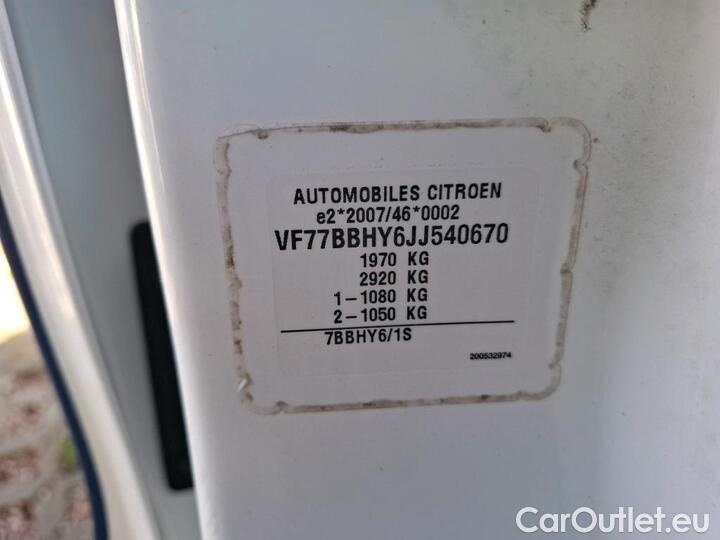 AUTOMOBILES CITROEN
e2*2007/46*0002
VF77BBHY6JJ540670
1970 KG
2920 KG
1-1080 KG
2-1050 KG
7BBHY6/1S
200532974
CarOutlet.eu